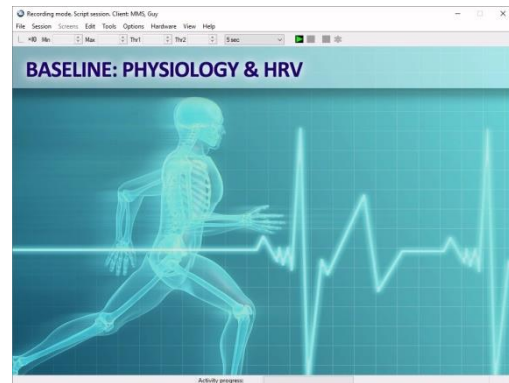 Recording mode. Script session. Client: MMS, Guy
File Session Screens Edit Tools Options Hardware View Help
Min Max Thr1 Thr2 5 sec
BASELINE: PHYSIOLOGY & HRV
Activity progress: